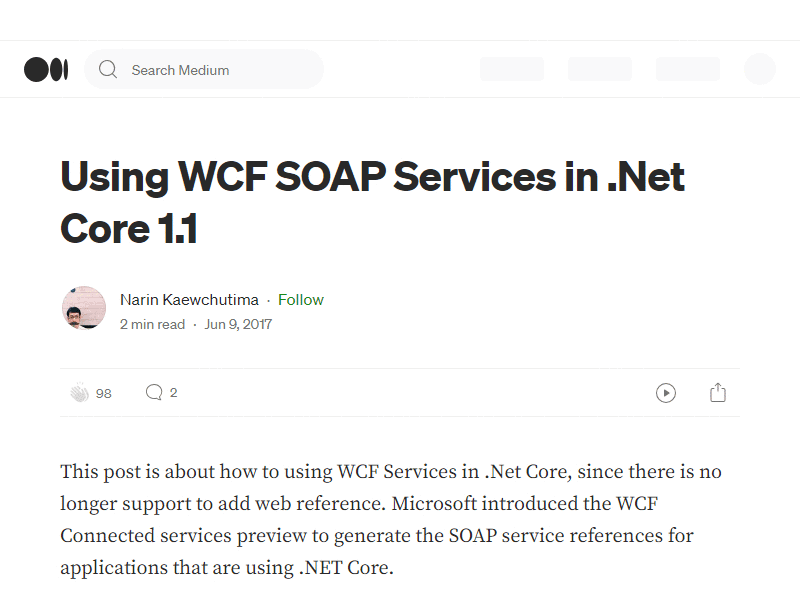 Search Medium
Using WCF SOAP Services in .Net
Core 1.1
Narin Kaewchutima · Follow
2 min read · Jun 9, 2017
98 2
This post is about how to using WCF Services in .Net Core, since there is no
longer support to add web reference. Microsoft introduced the WCF
Connected services preview to generate the SOAP service references for
applications that are using .NET Core.